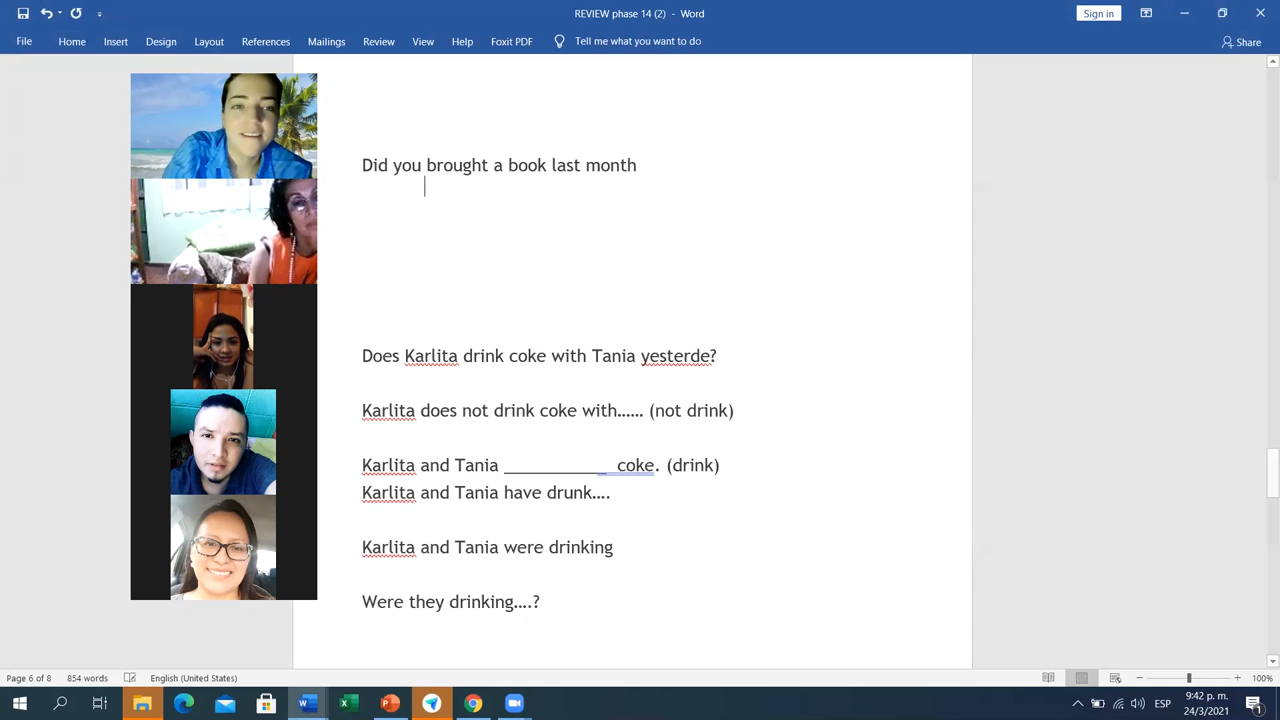 REVIEW phase 14 (2) - Word
Sign in
File Home Insert Design Layout References Mailings Review View Help Foxit PDF Tell me what you want to do Share
Did you brought a book last month
Does Karlita drink coke with Tania yesterde?
Karlita does not drink coke with…… (not drink)
Karlita and Tania ___________ coke. (drink)
Karlita and Tania have drunk….
Karlita and Tania were drinking
Were they drinking….?
Page 6 of 8 854 words English (United States) 100%
ESP 9:42 p. m.
24/3/2021